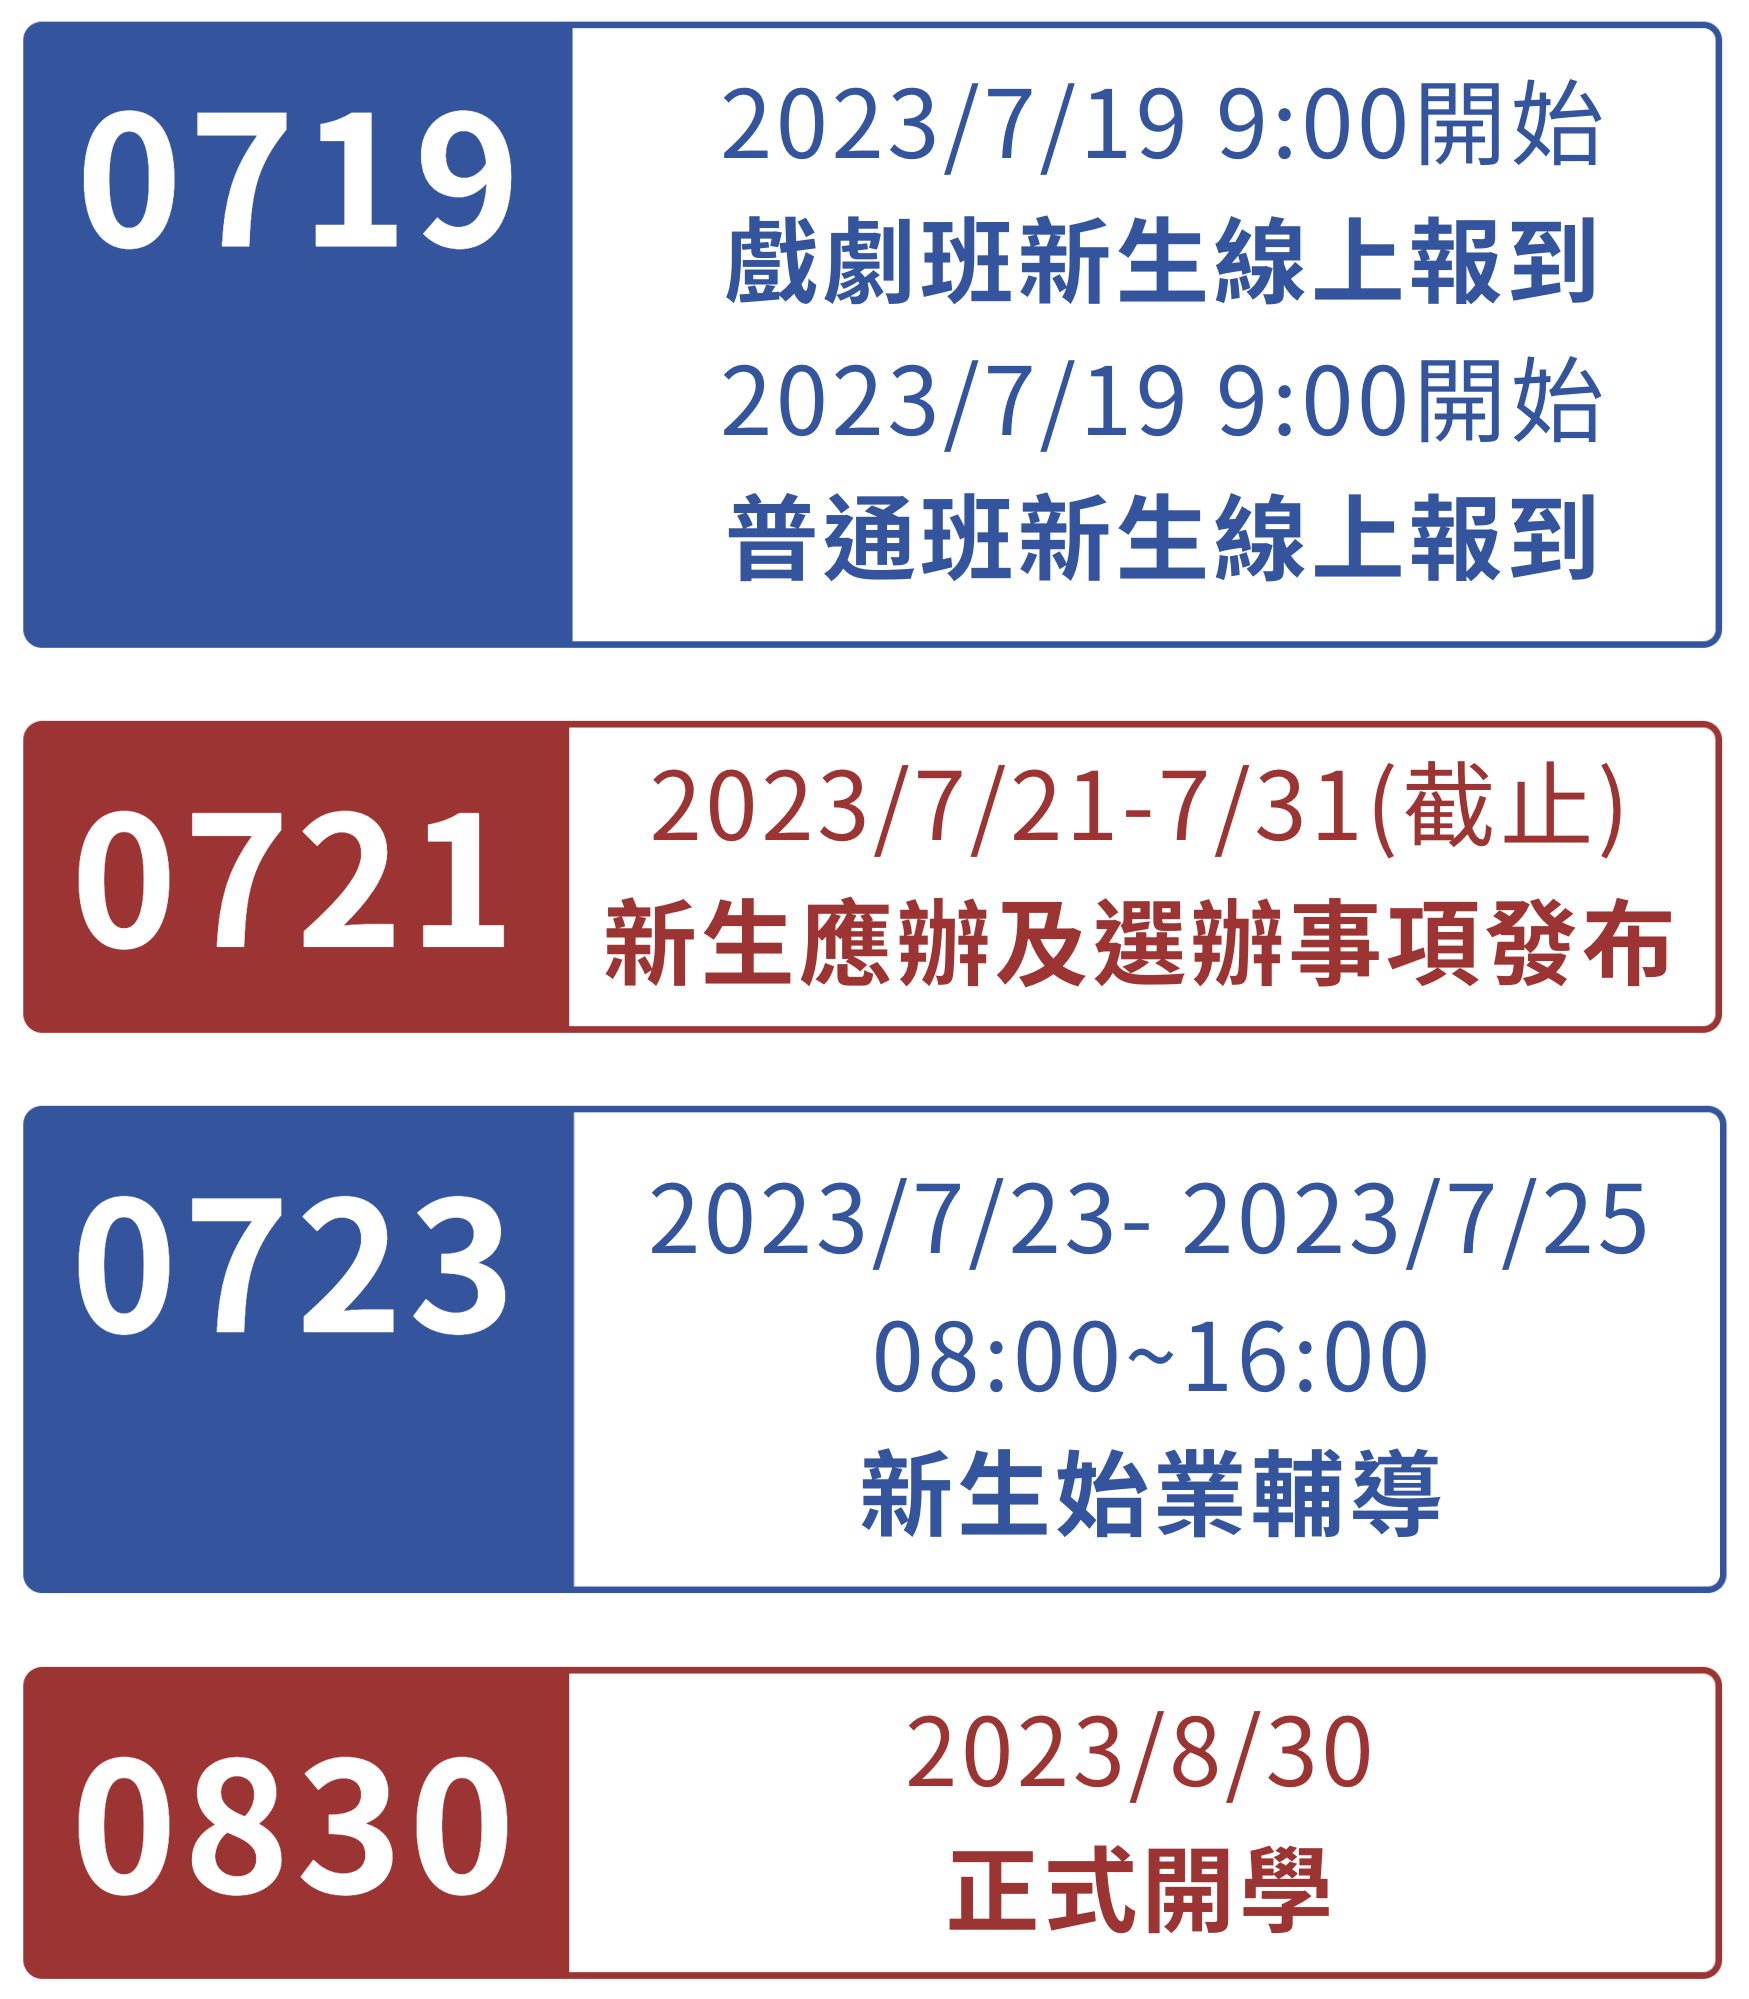 0719
2023/7/19 9:00開始
戲劇班新生線上報到
2023/7/19 9:00開始
普通班新生線上報到
0721
2023/7/21-7/31(截止)
新生應辦及選辦事項發布
0723
2023/7/23- 2023/7/25
08:00~16:00
新生始業輔導
0830
2023/8/30
正式開學